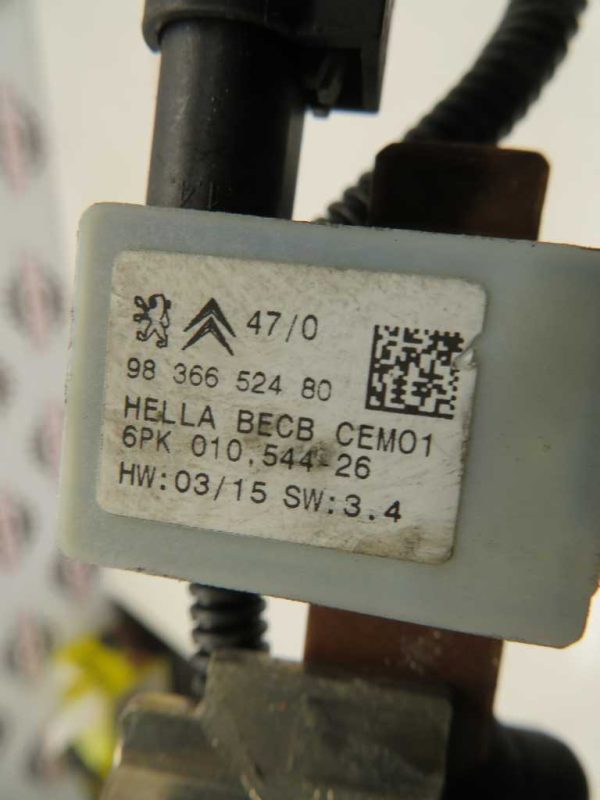 47/0
98 366 524 80
HELLA BECB CEM01
6PK 010.544-26
HW:03/15 SW:3.4